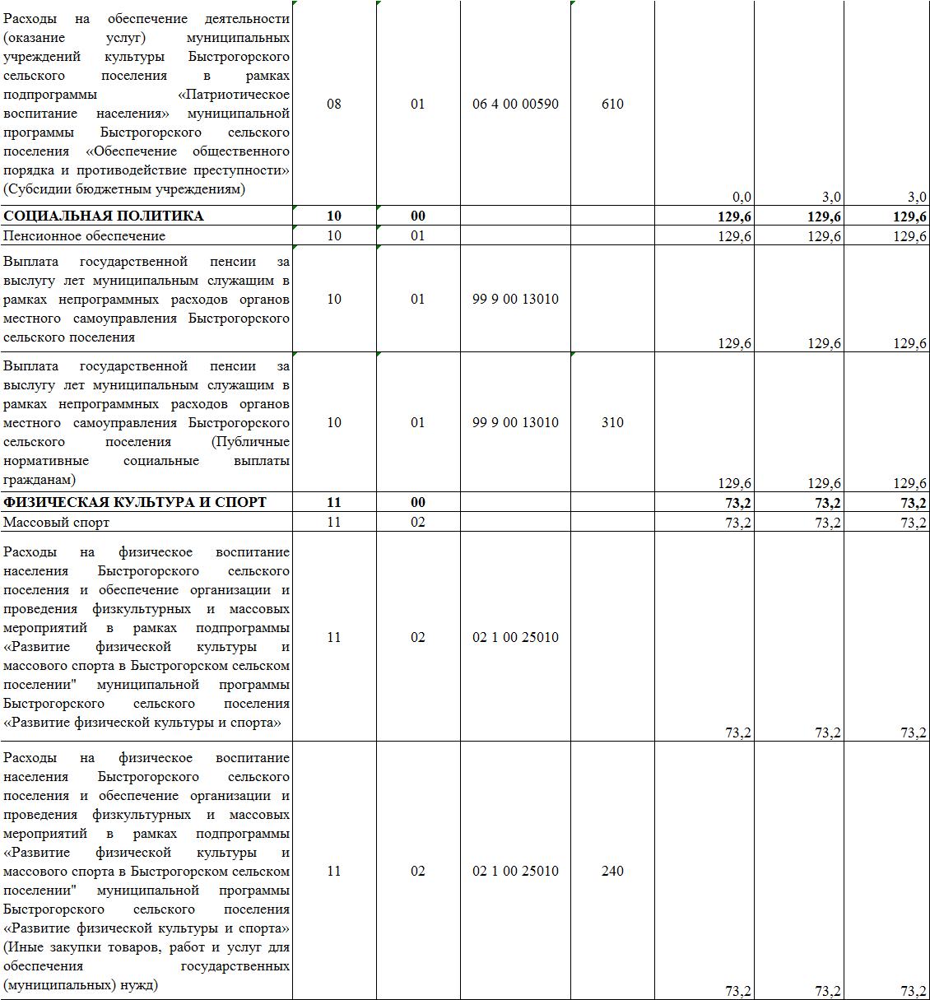 Расходы на обеспечение деятельности
(оказание услуг) муниципальных
учреждений культуры Быстрогорского
сельского поселения в рамках
подпрограммы «Патриотическое
воспитание населения» муниципальной
программы Быстрогорского сельского
поселения «Обеспечение общественного
порядка и противодействие преступности»
(Субсидии бюджетным учреждениям)
08 01 06 4 00 00590 610
0,0 3,0 3,0
СОЦИАЛЬНАЯ ПОЛИТИКА 10 00 129,6 129,6 129,6
Пенсионное обеспечение 10 01 129,6 129,6 129,6
Выплата государственной пенсии за
выслугу лет муниципальным служащим в
рамках непрограммных расходов органов
местного самоуправления Быстрогорского
сельского поселения
10 01 99 9 00 13010
129,6 129,6 129,6
Выплата государственной пенсии за
выслугу лет муниципальным служащим в
рамках непрограммных расходов органов
местного самоуправления Быстрогорского
сельского поселения (Публичные
нормативные социальные выплаты
гражданам)
10 01 99 9 00 13010 310
129,6 129,6 129,6
ФИЗИЧЕСКАЯ КУЛЬТУРА И СПОРТ 11 00 73,2 73,2 73,2
Массовый спорт 11 02 73,2 73,2 73,2
Расходы на физическое воспитание
населения Быстрогорского сельского
поселения и обеспечение организации и
проведения физкультурных и массовых
мероприятий в рамках подпрограммы
«Развитие физической культуры и
массового спорта в Быстрогорском сельском
поселении" муниципальной программы
Быстрогорского сельского поселения
«Развитие физической культуры и спорта»
11 02 02 1 00 25010
73,2 73,2 73,2
Расходы на физическое воспитание
населения Быстрогорского сельского
поселения и обеспечение организации и
проведения физкультурных и массовых
мероприятий в рамках подпрограммы
«Развитие физической культуры и
массового спорта в Быстрогорском сельском
поселении" муниципальной программы
Быстрогорского сельского поселения
«Развитие физической культуры и спорта»
(Иные закупки товаров, работ и услуг для
обеспечения государственных
(муниципальных) нужд)
11 02 02 1 00 25010 240
73,2 73,2 73,2